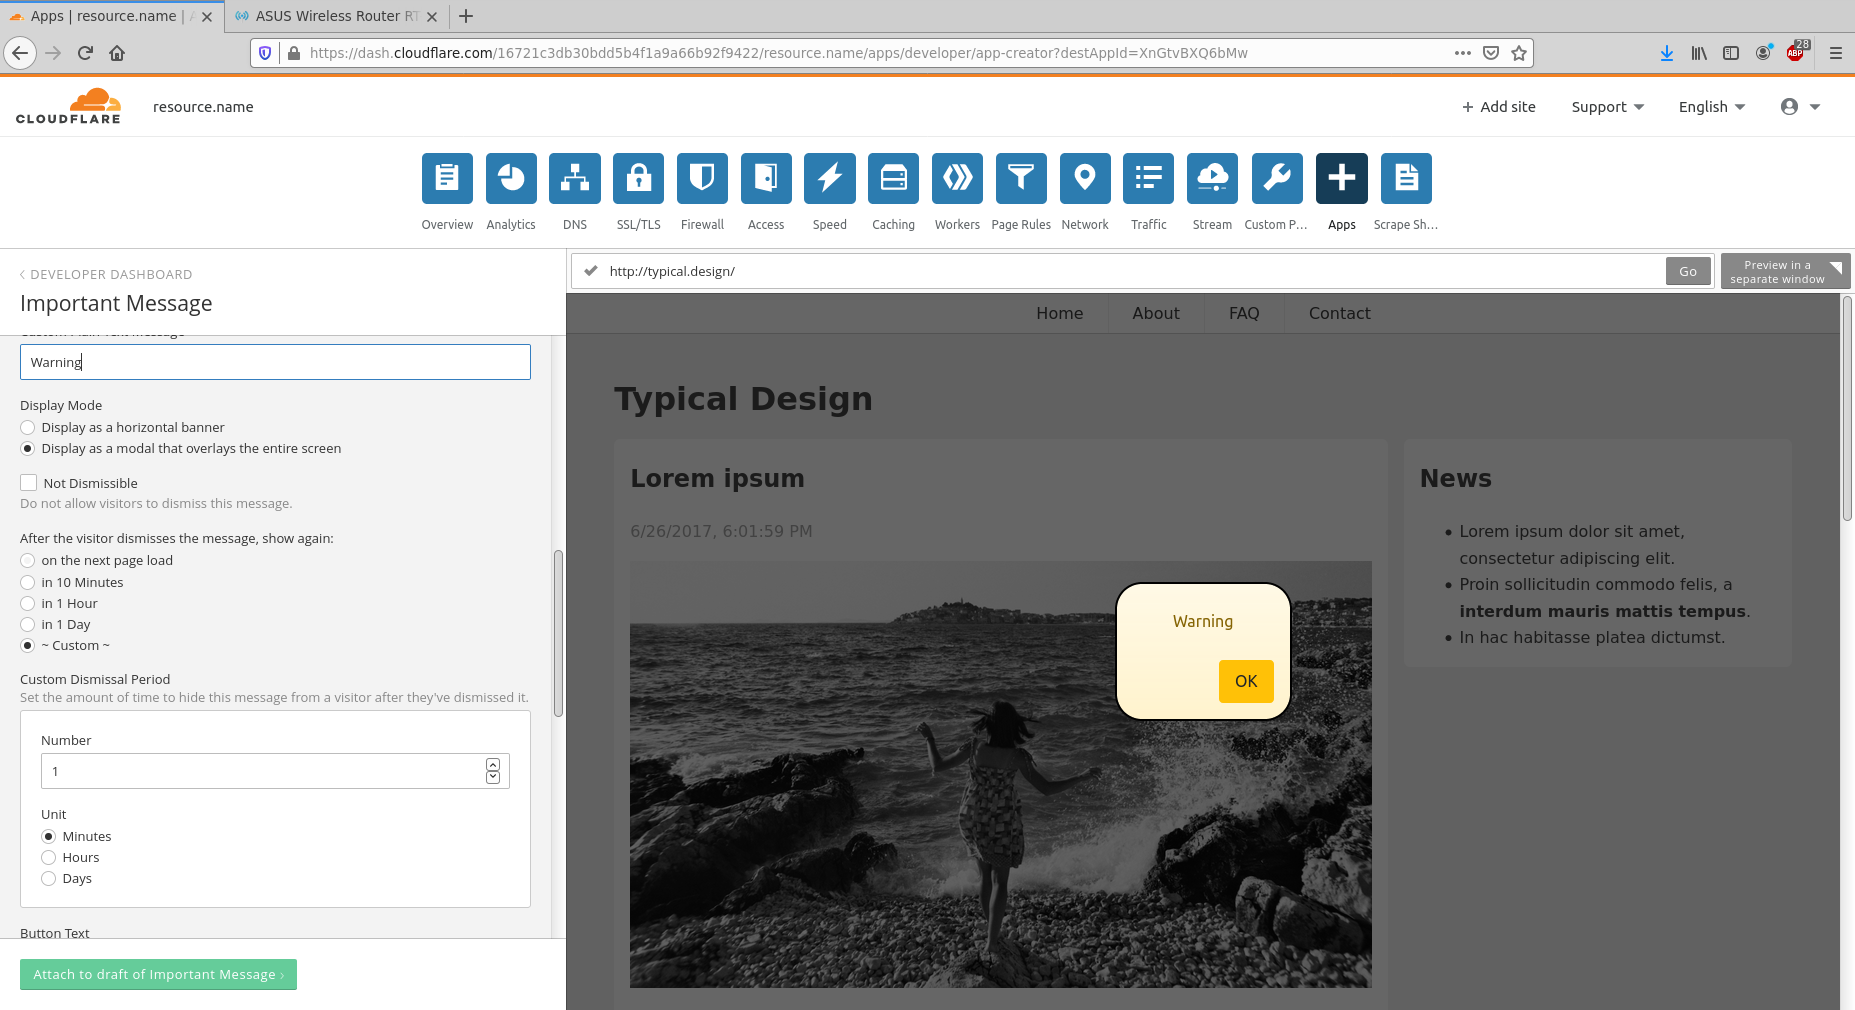 Apps | resource.name |
ASUS Wireless Router RT
https://dash.cloudflare.com/16721c3db30bdd5b4f1a9a66b92f9422/resource.name/apps/developer/app-creator?destAppId=XnGtvBXQ6bMw
28
ABP
CLOUDFLARE
resource.name
+ Add site
Support
English
Overview
Analytics
DNS
SSL/TLS
Firewall
Access
Speed
Caching
Workers
Page Rules
Network
Traffic
Stream
Custom P...
Apps
Scrape Sh...
‹ DEVELOPER DASHBOARD
Important Message
Custom Plain Text Message
Warning
Display Mode
Display as a horizontal banner
Display as a modal that overlays the entire screen
Not Dismissible
Do not allow visitors to dismiss this message.
After the visitor dismisses the message, show again:
on the next page load
in 10 Minutes
in 1 Hour
in 1 Day
~ Custom ~
Custom Dismissal Period
Set the amount of time to hide this message from a visitor after they've dismissed it.
Number
1
Unit
Minutes
Hours
Days
Button Text
Attach to draft of Important Message ›
http://typical.design/
Go
Preview in a
separate window
Home
About
FAQ
Contact
Typical Design
Lorem ipsum
6/26/2017, 6:01:59 PM
Warning
OK
News
• Lorem ipsum dolor sit amet,
consectetur adipiscing elit.
• Proin sollicitudin commodo felis, a
interdum mauris mattis tempus.
• In hac habitasse platea dictumst.